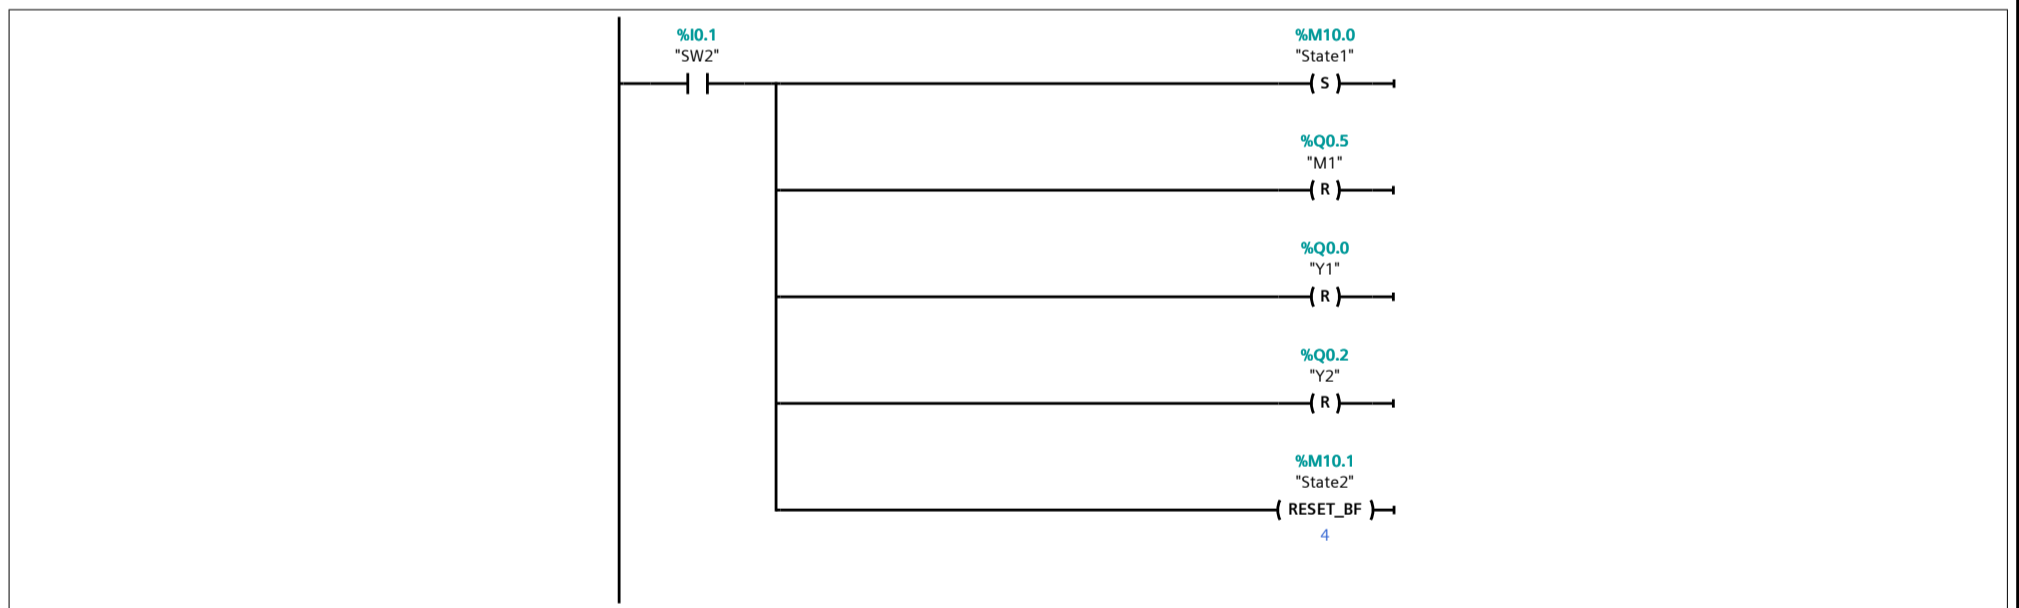 %I0.1
"SW2"
%M10.0
"State1"
S
%Q0.5
"M1"
R
%Q0.0
"Y1"
R
%Q0.2
"Y2"
R
%M10.1
"State2"
RESET_BF
4